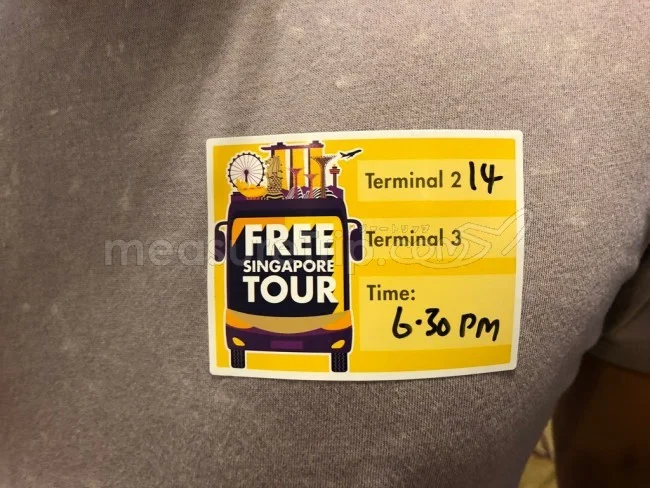 FREE
SINGAPORE
TOUR
Terminal 2 14
Terminal 3
Time:
6.30 PM